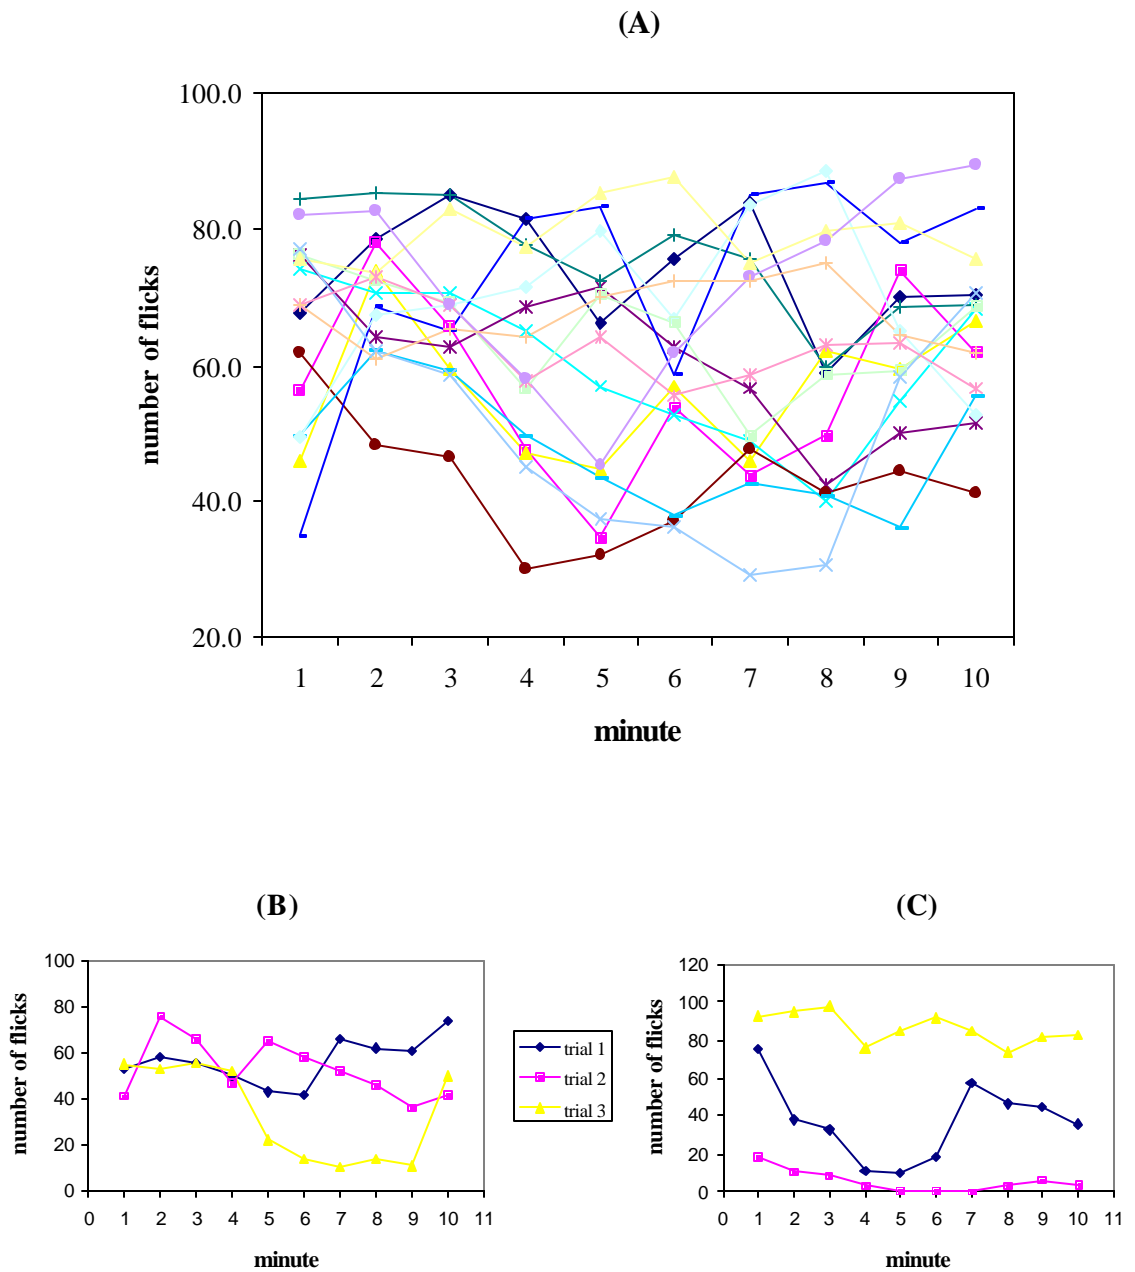 (A)
100.0
80.0
60.0
40.0
20.0
number of flicks
1 2 3 4 5 6 7 8 9 10
minute
(B)
100
80
60
40
20
0
number of flicks
0 1 2 3 4 5 6 7 8 9 10 11
minute
trial 1
trial 2
trial 3
(C)
120
100
80
60
40
20
0
number of flicks
0 1 2 3 4 5 6 7 8 9 10 11
minute